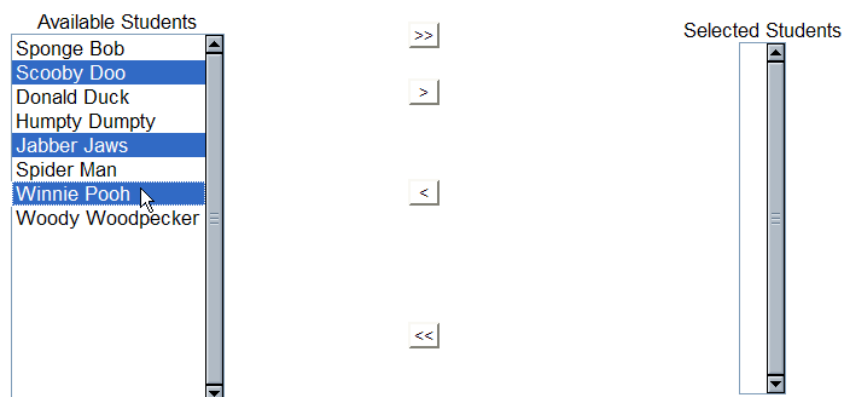 Available Students
Sponge Bob
Scooby Doo
Donald Duck
Humpty Dumpty
Jabber Jaws
Spider Man
Winnie Pooh
Woody Woodpecker
>>
>
<
<<
Selected Students